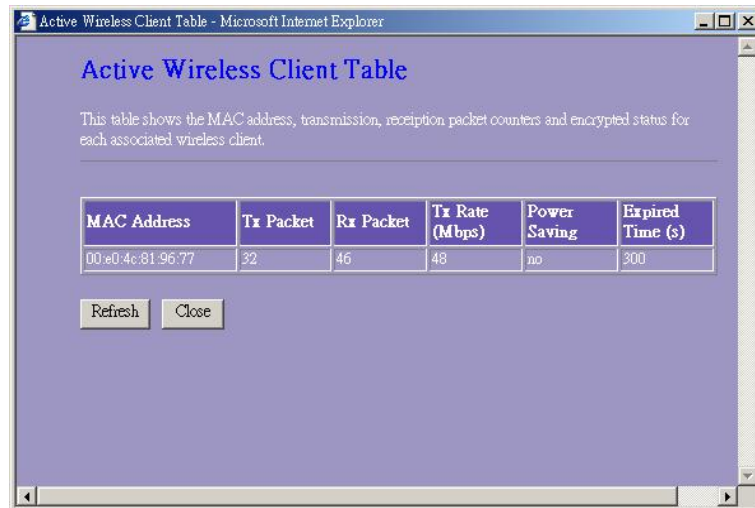 Active Wireless Client Table - Microsoft Internet Explorer
Active Wireless Client Table
This table shows the MAC address, transmission, receiption packet counters and encrypted status for
each associated wireless client.
MAC Address Tx Packet Rx Packet Tx Rate (Mbps) Power Saving Expired Time (s)
00:e0:4c:81:96:77 32 46 48 no 300
Refresh Close